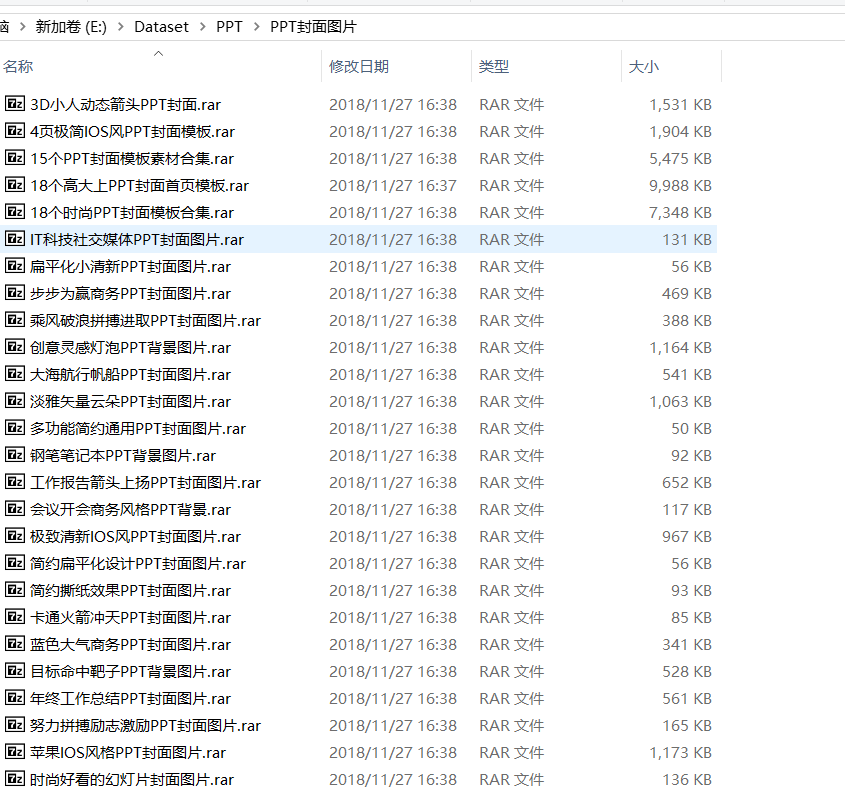 脑 > 新加卷 (E:) > Dataset > PPT > PPT封面图片
名称 修改日期 类型 大小
3D小人动态箭头PPT封面.rar 2018/11/27 16:38 RAR 文件 1,531 KB
4页极简IOS风PPT封面模板.rar 2018/11/27 16:38 RAR 文件 1,904 KB
15个PPT封面模板素材合集.rar 2018/11/27 16:38 RAR 文件 5,475 KB
18个高大上PPT封面首页模板.rar 2018/11/27 16:37 RAR 文件 9,988 KB
18个时尚PPT封面模板合集.rar 2018/11/27 16:38 RAR 文件 7,348 KB
IT科技社交媒体PPT封面图片.rar 2018/11/27 16:38 RAR 文件 131 KB
扁平化小清新PPT封面图片.rar 2018/11/27 16:38 RAR 文件 56 KB
步步为赢商务PPT封面图片.rar 2018/11/27 16:38 RAR 文件 469 KB
乘风破浪拼搏进取PPT封面图片.rar 2018/11/27 16:38 RAR 文件 388 KB
创意灵感灯泡PPT背景图片.rar 2018/11/27 16:38 RAR 文件 1,164 KB
大海航行帆船PPT封面图片.rar 2018/11/27 16:38 RAR 文件 541 KB
淡雅矢量云朵PPT封面图片.rar 2018/11/27 16:38 RAR 文件 1,063 KB
多功能简约通用PPT封面图片.rar 2018/11/27 16:38 RAR 文件 50 KB
钢笔笔记本PPT背景图片.rar 2018/11/27 16:38 RAR 文件 92 KB
工作报告箭头上扬PPT封面图片.rar 2018/11/27 16:38 RAR 文件 652 KB
会议开会商务风格PPT背景.rar 2018/11/27 16:38 RAR 文件 117 KB
极致清新IOS风PPT封面图片.rar 2018/11/27 16:38 RAR 文件 967 KB
简约扁平化设计PPT封面图片.rar 2018/11/27 16:38 RAR 文件 56 KB
简约撕纸效果PPT封面图片.rar 2018/11/27 16:38 RAR 文件 93 KB
卡通火箭冲天PPT封面图片.rar 2018/11/27 16:38 RAR 文件 85 KB
蓝色大气商务PPT封面图片.rar 2018/11/27 16:38 RAR 文件 341 KB
目标命中靶子PPT背景图片.rar 2018/11/27 16:38 RAR 文件 528 KB
年终工作总结PPT封面图片.rar 2018/11/27 16:38 RAR 文件 561 KB
努力拼搏励志激励PPT封面图片.rar 2018/11/27 16:38 RAR 文件 165 KB
苹果IOS风格PPT封面图片.rar 2018/11/27 16:38 RAR 文件 1,173 KB
时尚好看的幻灯片封面图片.rar 2018/11/27 16:38 RAR 文件 136 KB